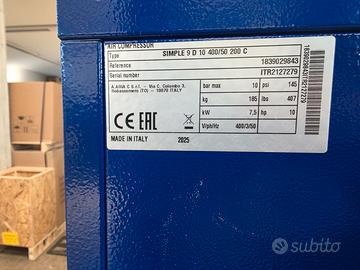 AIR COMPRESSOR
Type SIMPLE 9 D 10 400/50 200 C
Reference 1839029843
Serial number ITR2127279
bar max 10 psi 145
kg 185 lbs 407
kW 7,5 hp 10
V/ph/Hz 400/3/50
MADE IN ITALY 2025
1839029843ITR2127279
subito